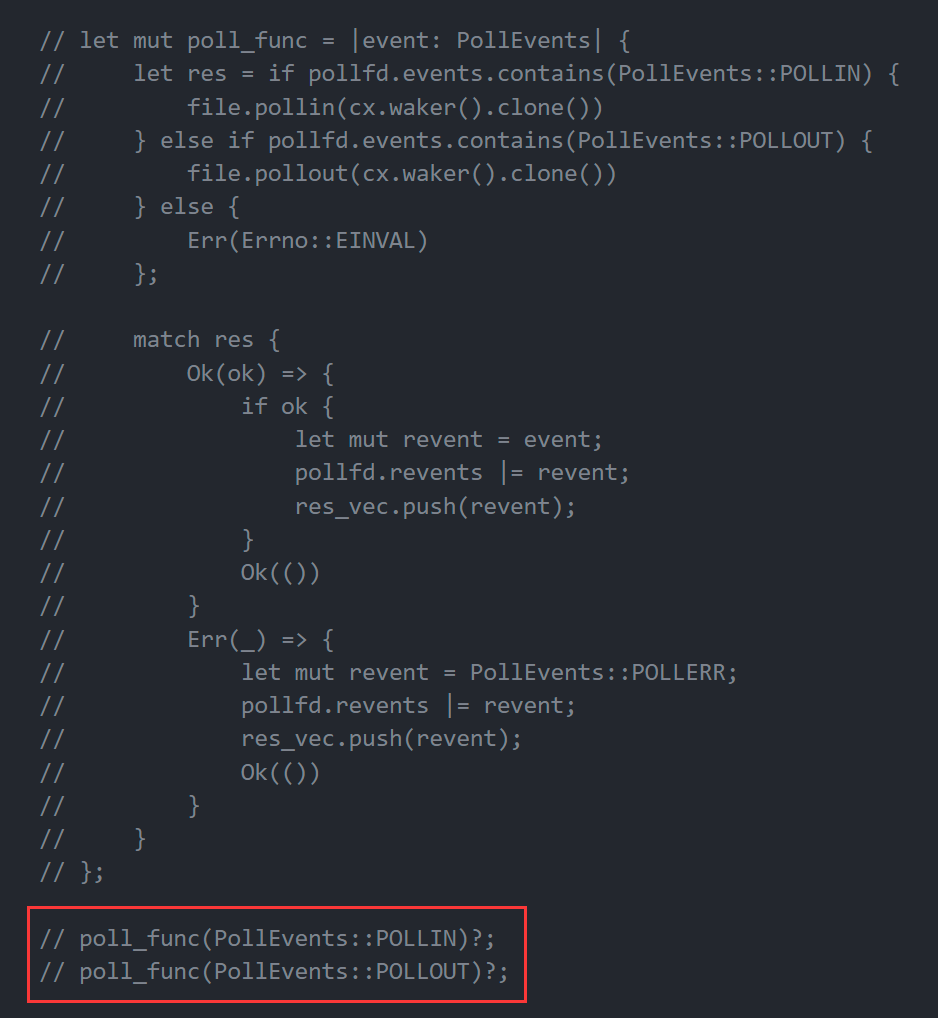 // let mut poll_func = |event: PollEvents| {
//     let res = if pollfd.events.contains(PollEvents::POLLIN) {
//         file.pollin(cx.waker().clone())
//     } else if pollfd.events.contains(PollEvents::POLLOUT) {
//         file.pollout(cx.waker().clone())
//     } else {
//         Err(Errno::EINVAL)
//     };

//     match res {
//         Ok(ok) => {
//             if ok {
//                 let mut revent = event;
//                 pollfd.revents |= revent;
//                 res_vec.push(revent);
//             }
//             Ok(())
//         }
//         Err(_) => {
//             let mut revent = PollEvents::POLLERR;
//             pollfd.revents |= revent;
//             res_vec.push(revent);
//             Ok(())
//         }
//     }
// };

// poll_func(PollEvents::POLLIN)?;
// poll_func(PollEvents::POLLOUT)?;